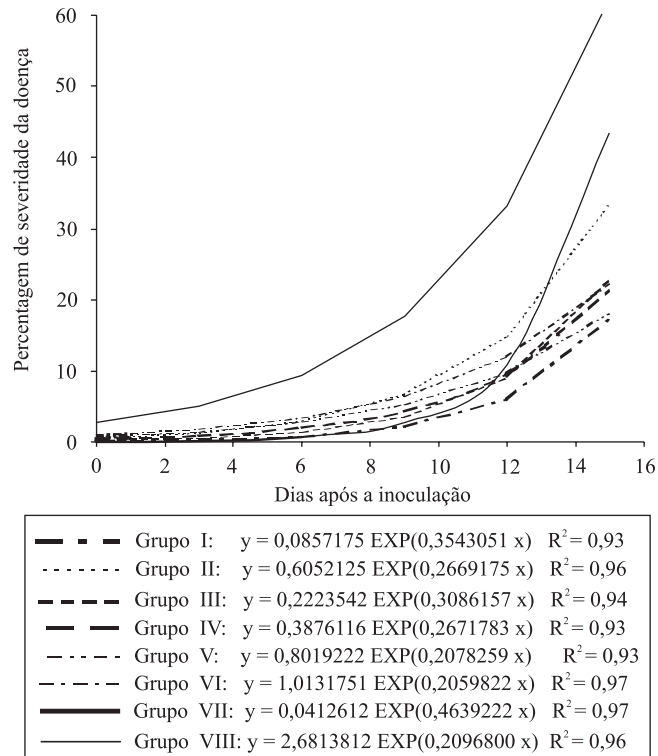 Percentagem de severidade da doença
60
50
40
30
20
10
0
0 2 4 6 8 10 12 14 16
Dias após a inoculação
Grupo I: y = 0,0857175 EXP(0,3543051 x) R² = 0,93
Grupo II: y = 0,6052125 EXP(0,2669175 x) R² = 0,96
Grupo III: y = 0,2223542 EXP(0,3086157 x) R² = 0,94
Grupo IV: y = 0,3876116 EXP(0,2671783 x) R² = 0,93
Grupo V: y = 0,8019222 EXP(0,2078259 x) R² = 0,93
Grupo VI: y = 1,0131751 EXP(0,2059822 x) R² = 0,97
Grupo VII: y = 0,0412612 EXP(0,4639222 x) R² = 0,97
Grupo VIII: y = 2,6813812 EXP(0,2096800 x) R² = 0,96